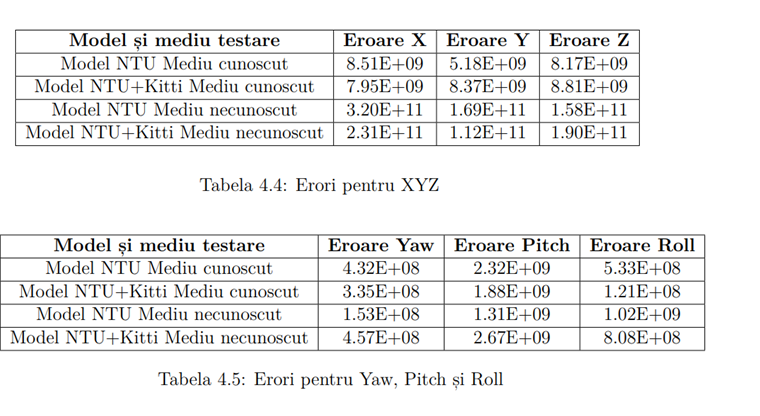 Model și mediu testare Eroare X Eroare Y Eroare Z
Model NTU Mediu cunoscut 8.51E+09 5.18E+09 8.17E+09
Model NTU+Kitti Mediu cunoscut 7.95E+09 8.37E+09 8.81E+09
Model NTU Mediu necunoscut 3.20E+11 1.69E+11 1.58E+11
Model NTU+Kitti Mediu necunoscut 2.31E+11 1.12E+11 1.90E+11
Tabela 4.4: Erori pentru XYZ
Model și mediu testare Eroare Yaw Eroare Pitch Eroare Roll
Model NTU Mediu cunoscut 4.32E+08 2.32E+09 5.33E+08
Model NTU+Kitti Mediu cunoscut 3.35E+08 1.88E+09 1.21E+08
Model NTU Mediu necunoscut 1.53E+08 1.31E+09 1.02E+09
Model NTU+Kitti Mediu necunoscut 4.57E+08 2.67E+09 8.08E+08
Tabela 4.5: Erori pentru Yaw, Pitch și Roll